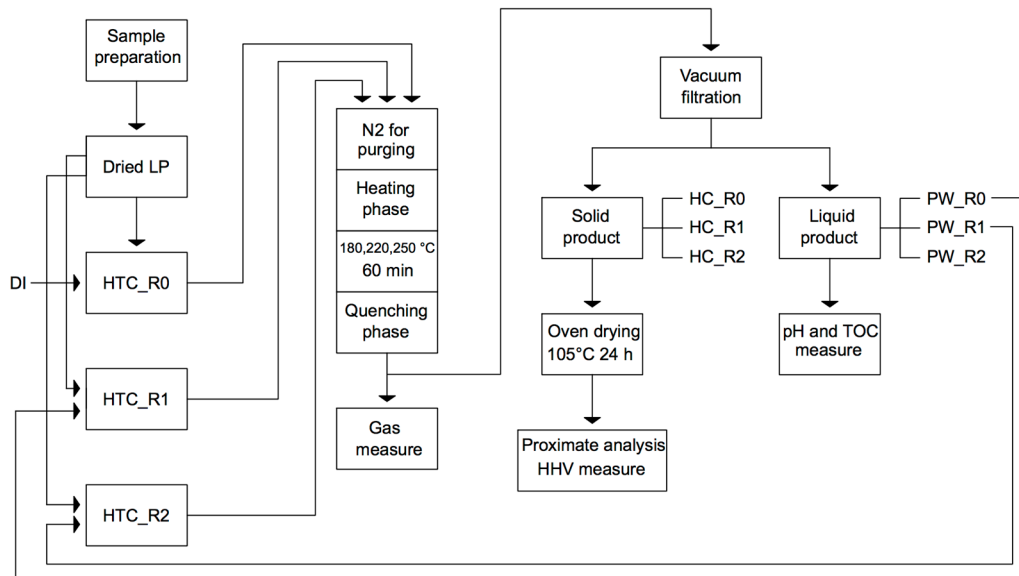 Sample
preparation
Dried LP
DI
HTC_R0
HTC_R1
HTC_R2
N2 for
purging
Heating
phase
180,220,250 °C
60 min
Quenching
phase
Gas
measure
Vacuum
filtration
Solid
product
HC_R0
HC_R1
HC_R2
Oven drying
105°C 24 h
Proximate analysis
HHV measure
Liquid
product
PW_R0
PW_R1
PW_R2
pH and TOC
measure